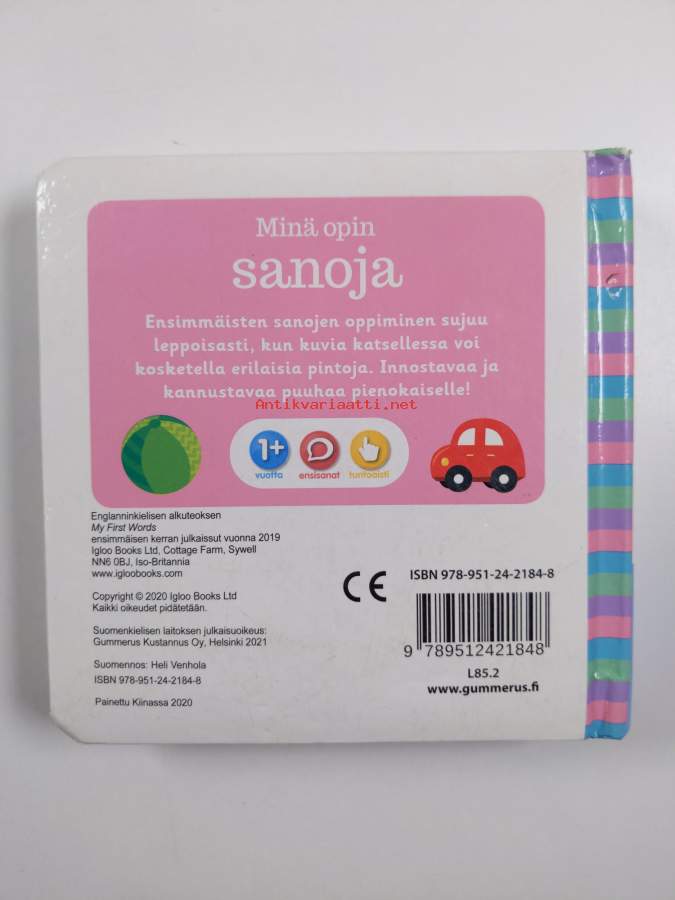 Minä opin
sanoja
Ensimmäisten sanojen oppiminen sujuu
leppoisasti, kun kuvia katsellessa voi
kosketella erilaisia pintoja. Innostavaa ja
kannustavaa puuhaa pienokaiselle!
Antikvariaatti.net
1+
vuotta
ensisanat
tuntoaisti
Englanninkielisen alkuteoksen
My First Words
ensimmäisen kerran julkaissut vuonna 2019
Igloo Books Ltd, Cottage Farm, Sywell
NN6 0BJ, Iso-Britannia
www.igloobooks.com
Copyright © 2020 Igloo Books Ltd
Kaikki oikeudet pidätetään.
Suomenkielisen laitoksen julkaisuoikeus:
Gummerus Kustannus Oy, Helsinki 2021
Suomennos: Heli Venhola
ISBN 978-951-24-2184-8
Painettu Kiinassa 2020
CE
ISBN 978-951-24-2184-8
9 789512 421848
L85.2
www.gummerus.fi